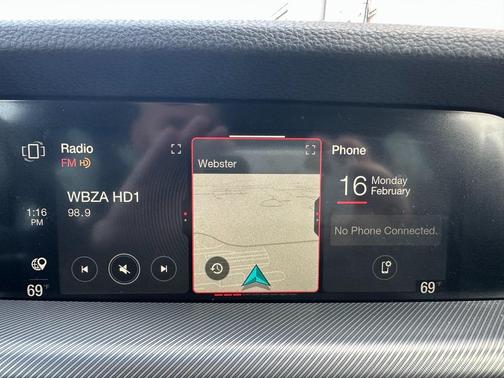 Radio
FM HD
WBZA HD1
98.9
1:16
PM
69°
Webster
Phone
16 Monday
February
No Phone Connected.
69°